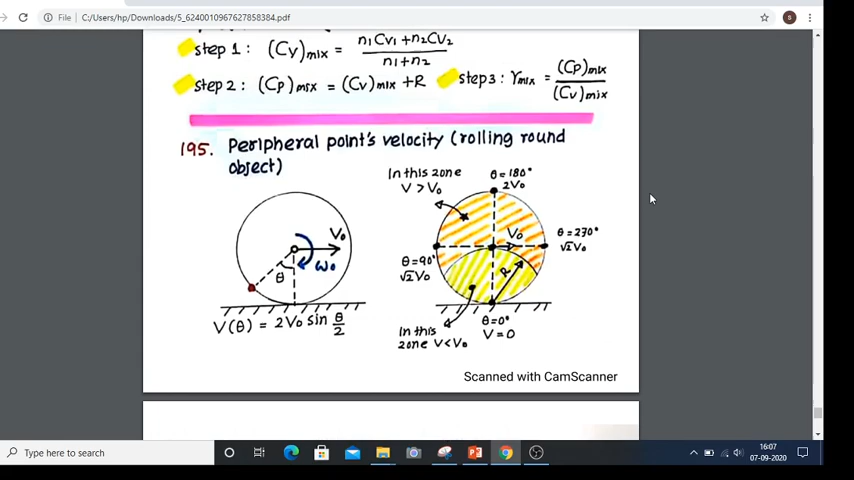 File | C:/Users/hp/Downloads/5_6240010967627858384.pdf
step 1: (Cv)mix = n1Cv1+n2Cv2 / n1+n2
step 2: (Cp)mix = (Cv)mix +R
step 3: γmix = (Cp)mix / (Cv)mix
195. Peripheral point's velocity (rolling round
object)
V0
ω0
θ
V(θ) = 2V0 sin θ/2
In this zone
V > V0
θ = 180°
2V0
V0
θ = 270°
√2V0
θ = 90°
√2V0
R
θ = 0°
V = 0
In this
zone V < V0
Scanned with CamScanner
Type here to search
16:07
07-09-2020